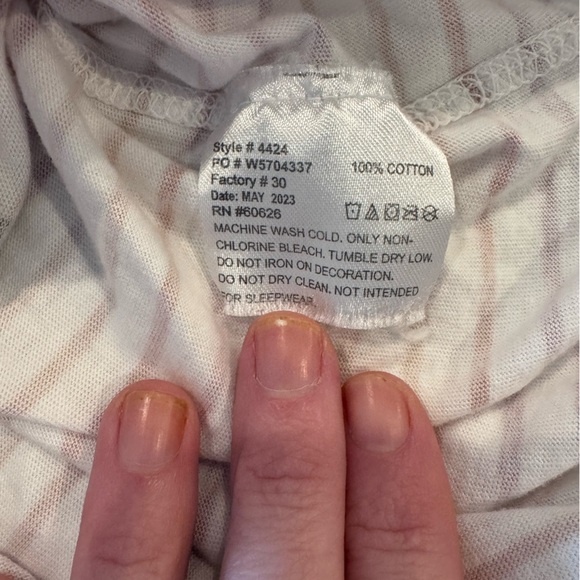 Style # 4424
PO # W5704337
100% COTTON
Factory # 30
Date: MAY 2023
RN #60626
MACHINE WASH COLD. ONLY NON-
CHLORINE BLEACH. TUMBLE DRY LOW.
DO NOT IRON ON DECORATION.
DO NOT DRY CLEAN. NOT INTENDED
FOR SLEEPWEAR.